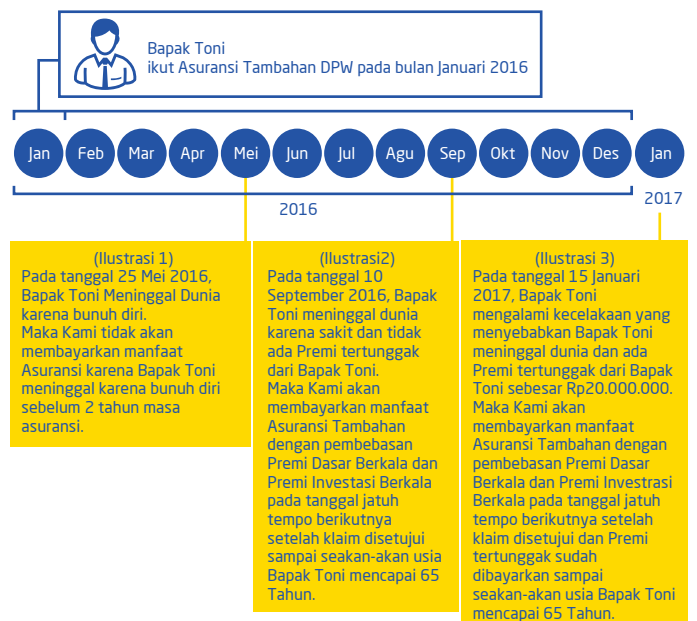 Bapak Toni
ikut Asuransi Tambahan DPW pada bulan Januari 2016
Jan Feb Mar Apr Mei Jun Jul Agu Sep Okt Nov Des Jan
2016
2017
(Ilustrasi 1)
Pada tanggal 25 Mei 2016,
Bapak Toni Meninggal Dunia
karena bunuh diri.
Maka Kami tidak akan
membayarkan manfaat
Asuransi karena Bapak Toni
meninggal karena bunuh diri
sebelum 2 tahun masa
asuransi.
(Ilustrasi2)
Pada tanggal 10
September 2016, Bapak
Toni meninggal dunia
karena sakit dan tidak
ada Premi tertunggak
dari Bapak Toni.
Maka Kami akan
membayarkan manfaat
Asuransi Tambahan
dengan pembebasan
Premi Dasar Berkala dan
Premi Investasi Berkala
pada tanggal jatuh
tempo berikutnya
setelah klaim disetujui
sampai seakan-akan usia
Bapak Toni mencapai 65
Tahun.
(Ilustrasi 3)
Pada tanggal 15 Januari
2017, Bapak Toni
mengalami kecelakaan yang
menyebabkan Bapak Toni
meninggal dunia dan ada
Premi tertunggak dari Bapak
Toni sebesar Rp20.000.000.
Maka Kami akan
membayarkan manfaat
Asuransi Tambahan dengan
pembebasan Premi Dasar
Berkala dan Premi Investrasi
Berkala pada tanggal jatuh
tempo berikutnya setelah
klaim disetujui dan Premi
tertunggak sudah
dibayarkan sampai
seakan-akan usia Bapak Toni
mencapai 65 Tahun.